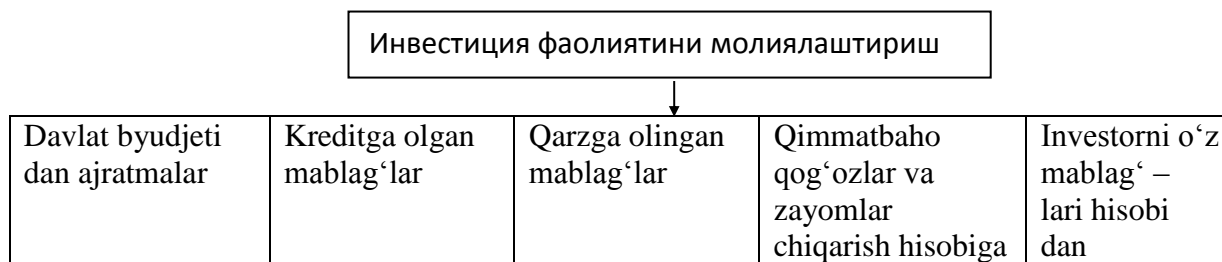 Инвестиция фаолиятини молиялаштириш
Davlat byudjeti
dan ajratmalar
Kreditga olgan
mablag‘lar
Qarzga olingan
mablag‘lar
Qimmatbaho
qog‘ozlar va
zayomlar
chiqarish hisobiga
Investorni o‘z
mablag‘ –
lari hisobi
dan